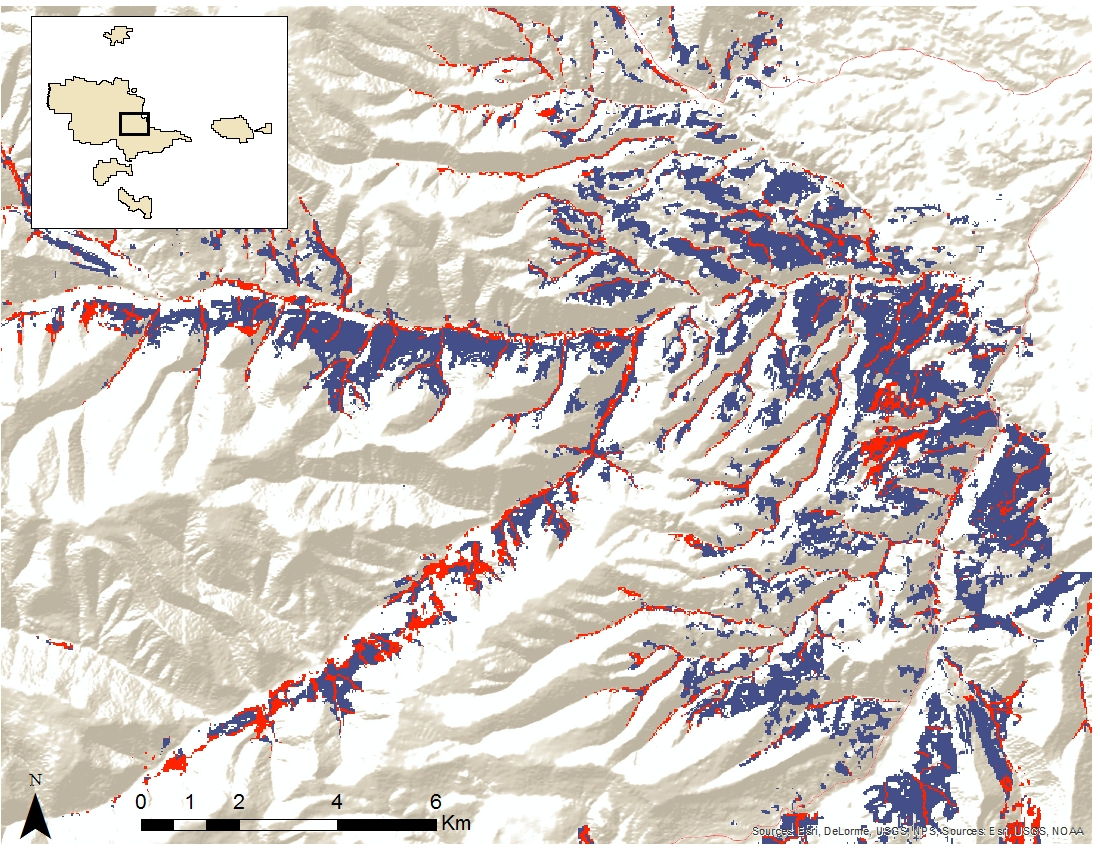 N
0 1 2 4 6
Km
Sources: Esri, DeLorme, USGS, NPS, Sources: Esri, USGS, NOAA